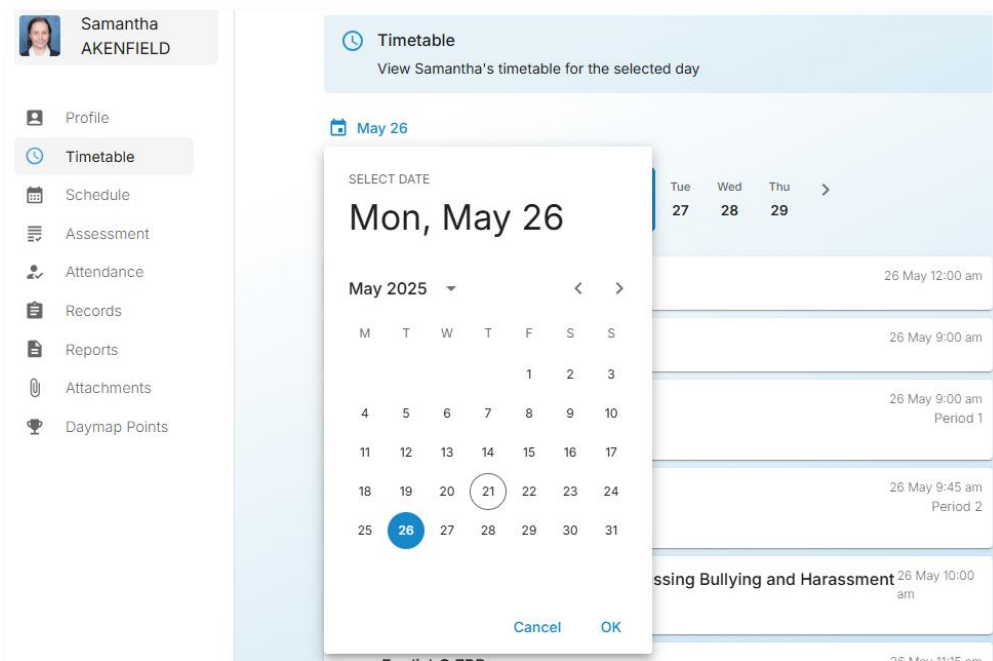 Samantha
AKENFIELD
Profile
Timetable
Schedule
Assessment
Attendance
Records
Reports
Attachments
Daymap Points
Timetable
View Samantha's timetable for the selected day
May 26
SELECT DATE
Mon, May 26
May 2025
M T W T F S S
1 2 3
4 5 6 7 8 9 10
11 12 13 14 15 16 17
18 19 20 21 22 23 24
25 26 27 28 29 30 31
Cancel OK
Tue Wed Thu
27 28 29
26 May 12:00 am
26 May 9:00 am
26 May 9:00 am
Period 1
26 May 9:45 am
Period 2
ssing Bullying and Harassment 26 May 10:00
am
26 May 11:15 am